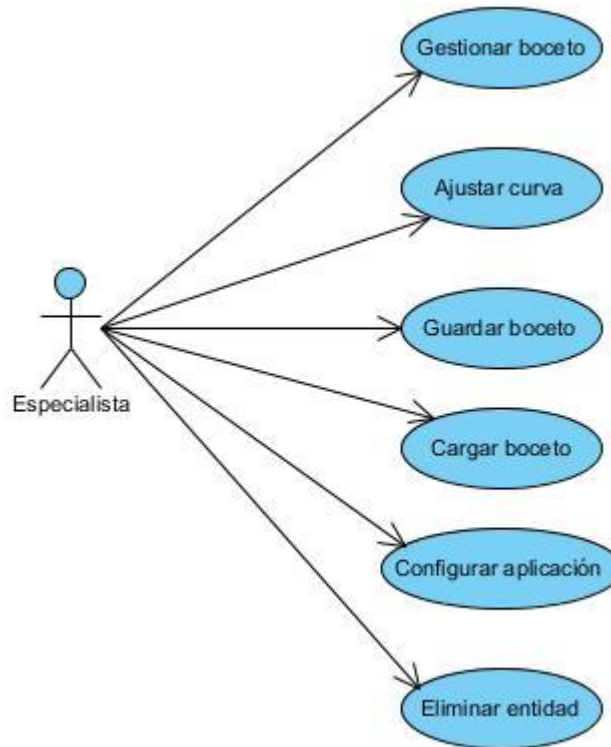 Gestionar boceto
Ajustar curva
Guardar boceto
Especialista
Cargar boceto
Configurar aplicación
Eliminar entidad